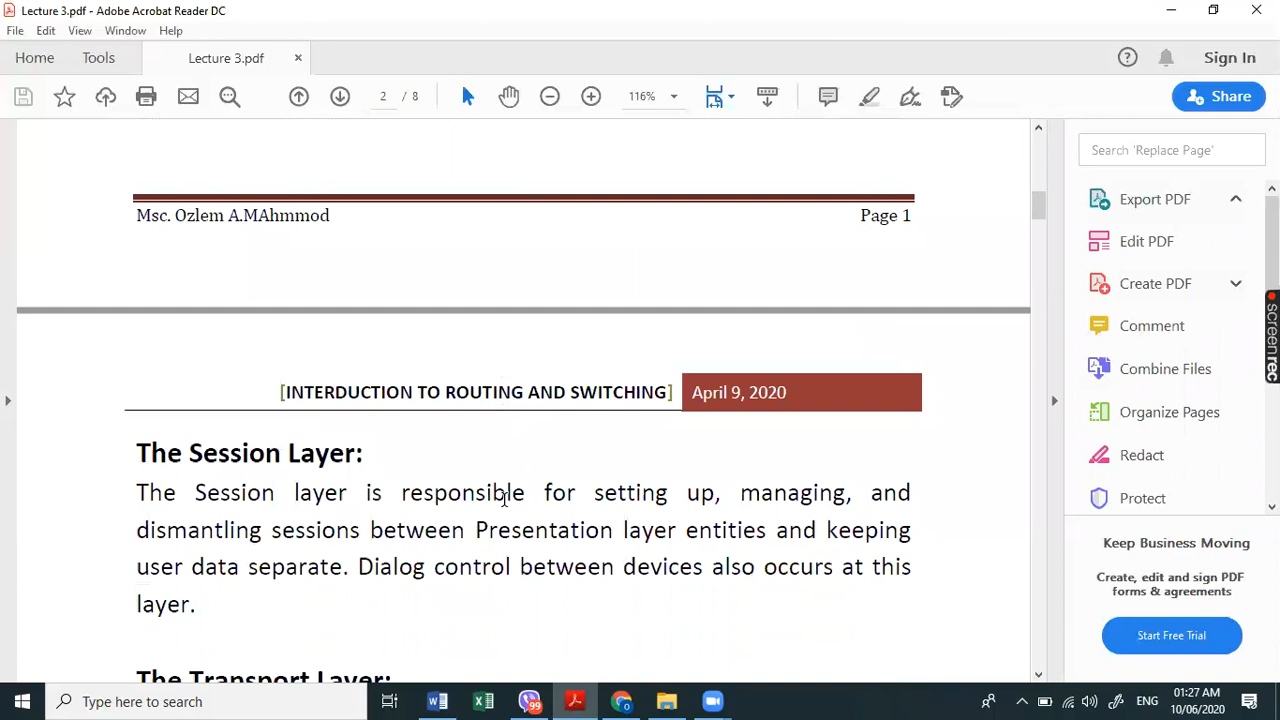 Lecture 3.pdf - Adobe Acrobat Reader DC
File Edit View Window Help
Home Tools Lecture 3.pdf Sign In
2 / 8 116% Share
Search 'Replace Page'
Msc. Ozlem A.MAhmmod Page 1
Export PDF
Edit PDF
Create PDF
Comment
Combine Files
Organize Pages
Redact
Protect
[INTERDUCTION TO ROUTING AND SWITCHING] April 9, 2020
The Session Layer:
The Session layer is responsible for setting up, managing, and
dismantling sessions between Presentation layer entities and keeping
user data separate. Dialog control between devices also occurs at this
layer.
The Transport Layer:
Keep Business Moving
Create, edit and sign PDF
forms & agreements
Start Free Trial
screenrec
Type here to search
99
ENG
01:27 AM
10/06/2020